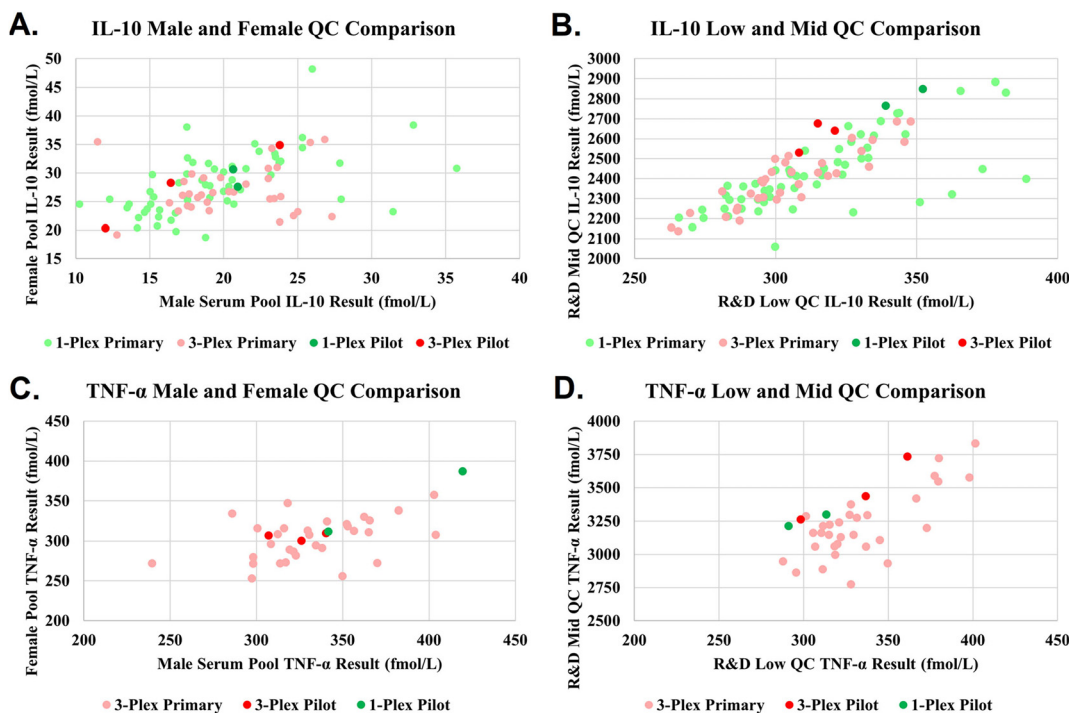 A.
IL-10 Male and Female QC Comparison
Female Pool IL-10 Result (fmol/L)
50
45
40
35
30
25
20
15
10 15 20 25 30 35 40
Male Serum Pool IL-10 Result (fmol/L)
1-Plex Primary 3-Plex Primary 1-Plex Pilot 3-Plex Pilot
B.
IL-10 Low and Mid QC Comparison
R&D Mid QC IL-10 Result (fmol/L)
3000
2900
2800
2700
2600
2500
2400
2300
2200
2100
2000
250 300 350 400
R&D Low QC IL-10 Result (fmol/L)
1-Plex Primary 3-Plex Primary 1-Plex Pilot 3-Plex Pilot
C.
TNF-α Male and Female QC Comparison
Female Pool TNF-α Result (fmol/L)
450
400
350
300
250
200
200 250 300 350 400 450
Male Serum Pool TNF-α Result (fmol/L)
3-Plex Primary 3-Plex Pilot 1-Plex Pilot
D.
TNF-α Low and Mid QC Comparison
R&D Mid QC TNF-α Result (fmol/L)
4000
3750
3500
3250
3000
2750
2500
200 250 300 350 400 450
R&D Low QC TNF-α Result (fmol/L)
3-Plex Primary 3-Plex Pilot 1-Plex Pilot